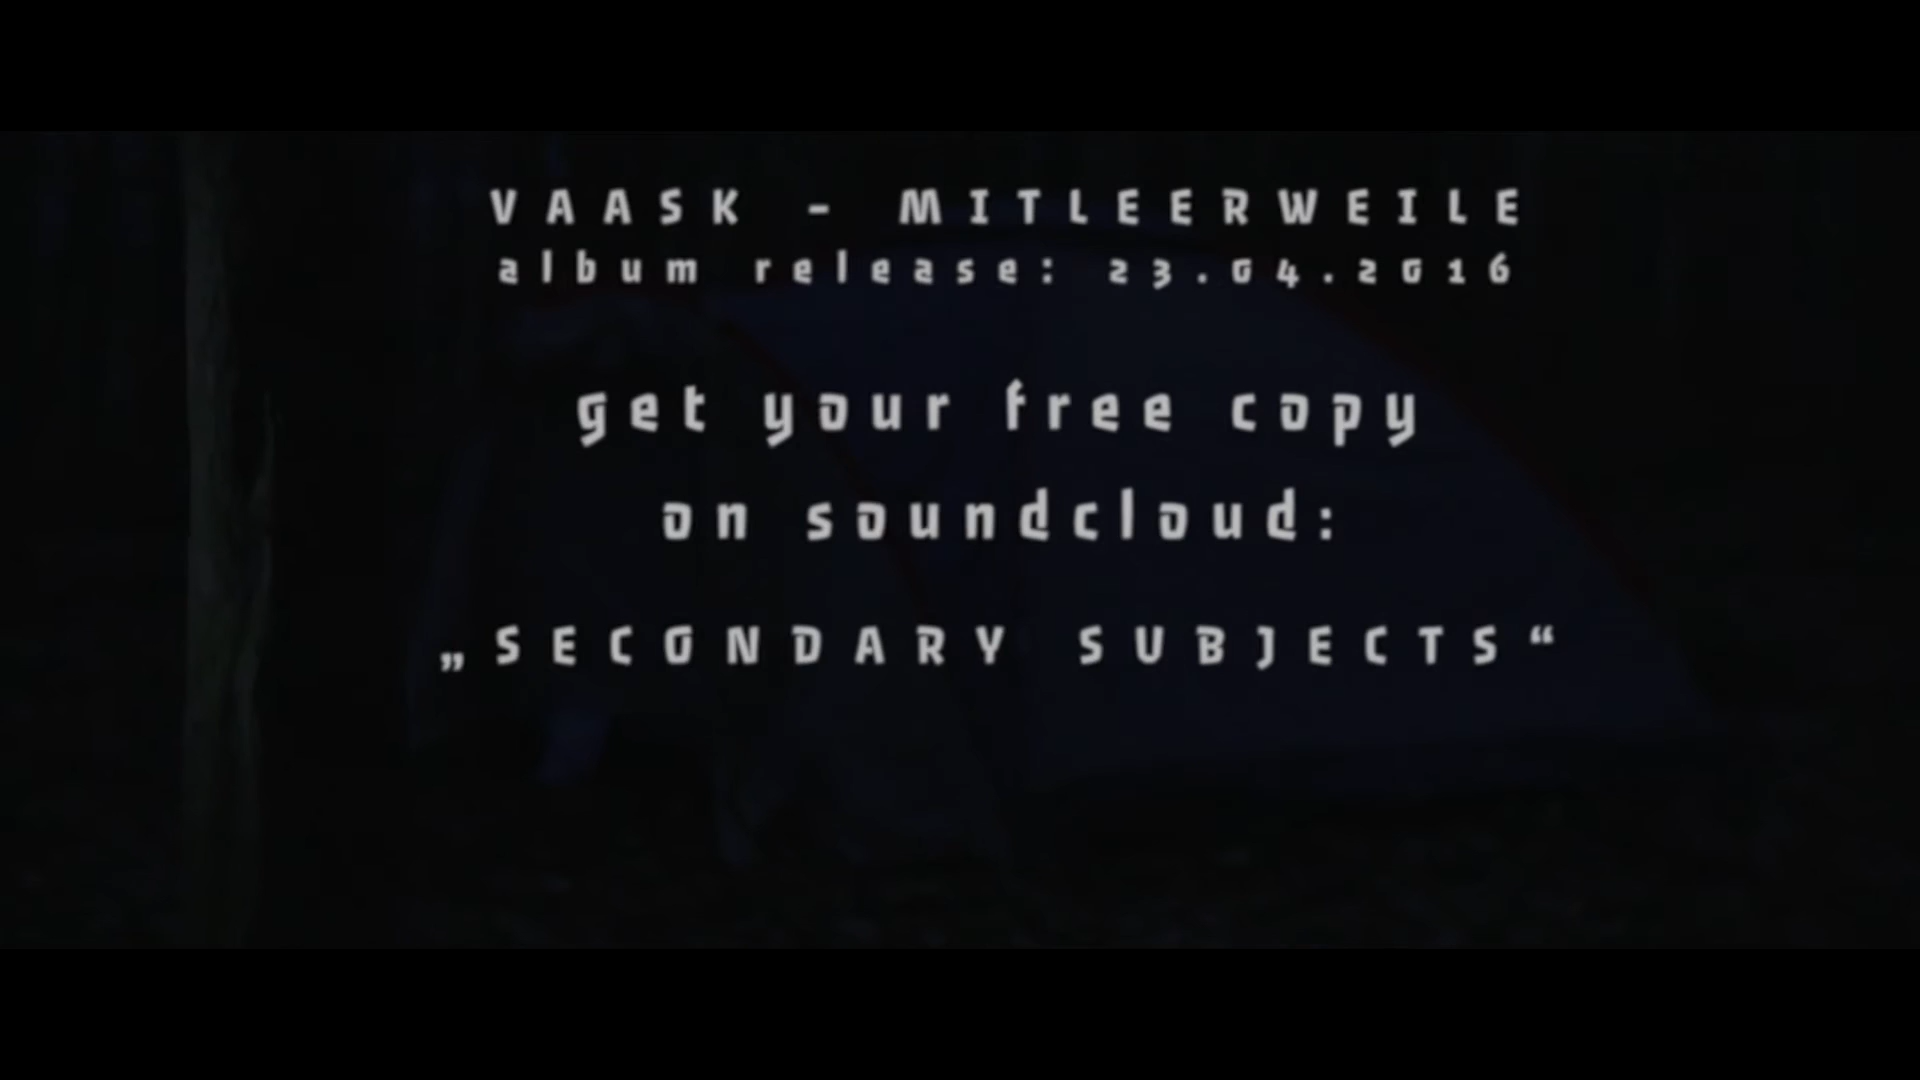 VAASK - MITLEERWEILE
album release: 23.04.2016
get your free copy
on soundcloud:
„SECONDARY SUBJECTS“